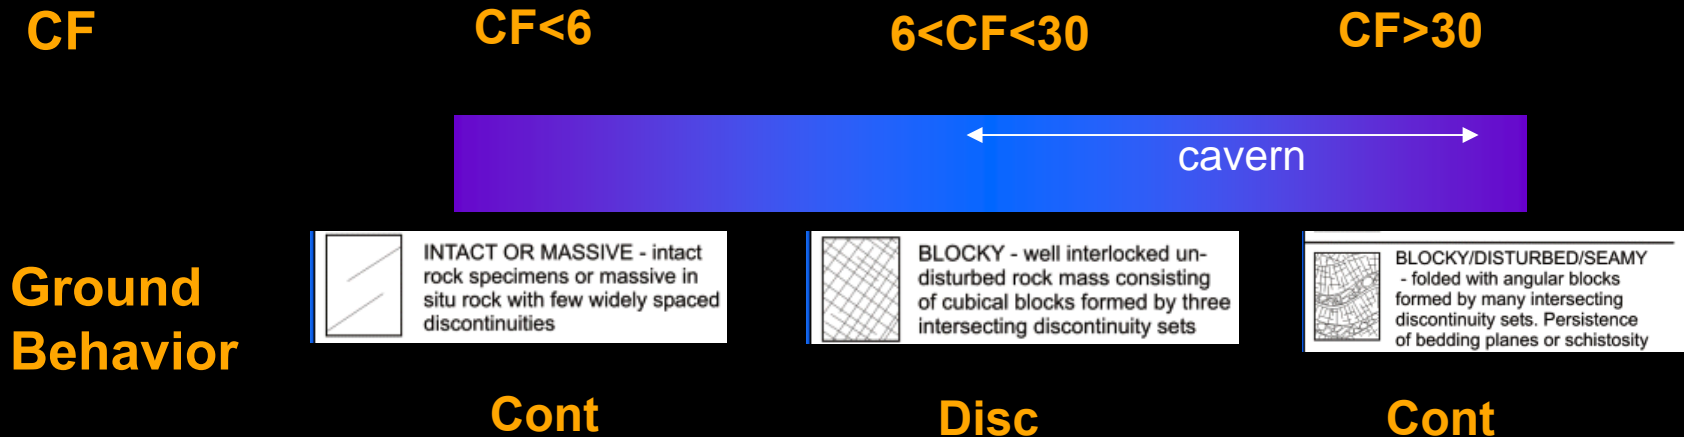 CF
CF<6
6<CF<30
CF>30
cavern
Ground
Behavior
INTACT OR MASSIVE - intact
rock specimens or massive in
situ rock with few widely spaced
discontinuities
BLOCKY - well interlocked un-
disturbed rock mass consisting
of cubical blocks formed by three
intersecting discontinuity sets
BLOCKY/DISTURBED/SEAMY
- folded with angular blocks
formed by many intersecting
discontinuity sets. Persistence
of bedding planes or schistosity
Cont
Disc
Cont